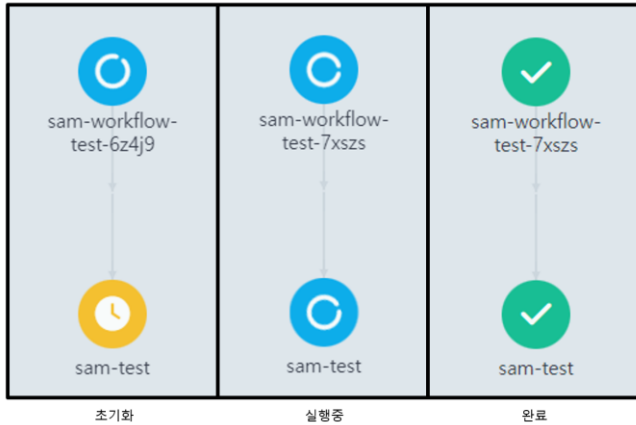 sam-workflow-
test-6z4j9
sam-test
초기화
sam-workflow-
test-7xszs
sam-test
실행중
sam-workflow-
test-7xszs
sam-test
완료